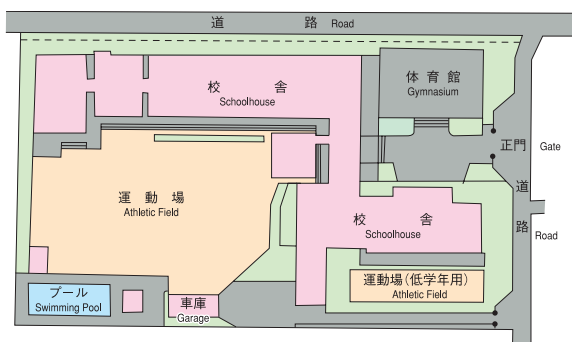 道路 Road
校舎
Schoolhouse
体育館
Gymnasium
正門 Gate
運動場
Athletic Field
校舎
Schoolhouse
道路 Road
運動場(低学年用)
Athletic Field
プール
Swimming Pool
車庫
Garage